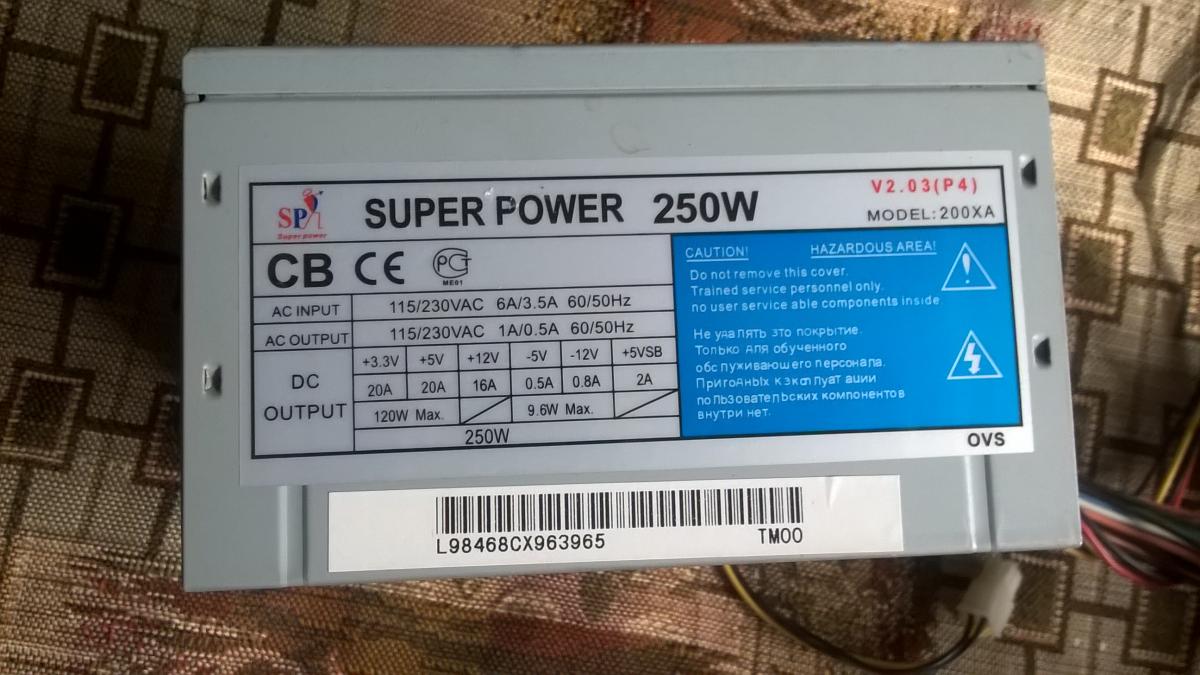 SP
Super power
SUPER POWER 250W
V2.03(P4)
MODEL:200XA
CB CE PCT
ME01
AC INPUT 115/230VAC 6A/3.5A 60/50Hz
AC OUTPUT 115/230VAC 1A/0.5A 60/50Hz
DC OUTPUT
+3.3V +5V +12V -5V -12V +5VSB
20A 20A 16A 0.5A 0.8A 2A
120W Max. 9.6W Max.
250W
CAUTION! HAZARDOUS AREA!
Do not remove this cover.
Trained service personnel only.
no user service able components inside
Не удалять это покрытие.
Только для обученного
обслуживающего персонала.
Пригодных к эксплуат ации
пользовательских компонентов
внутри нет.
OVS
L98468CX963965 TM00